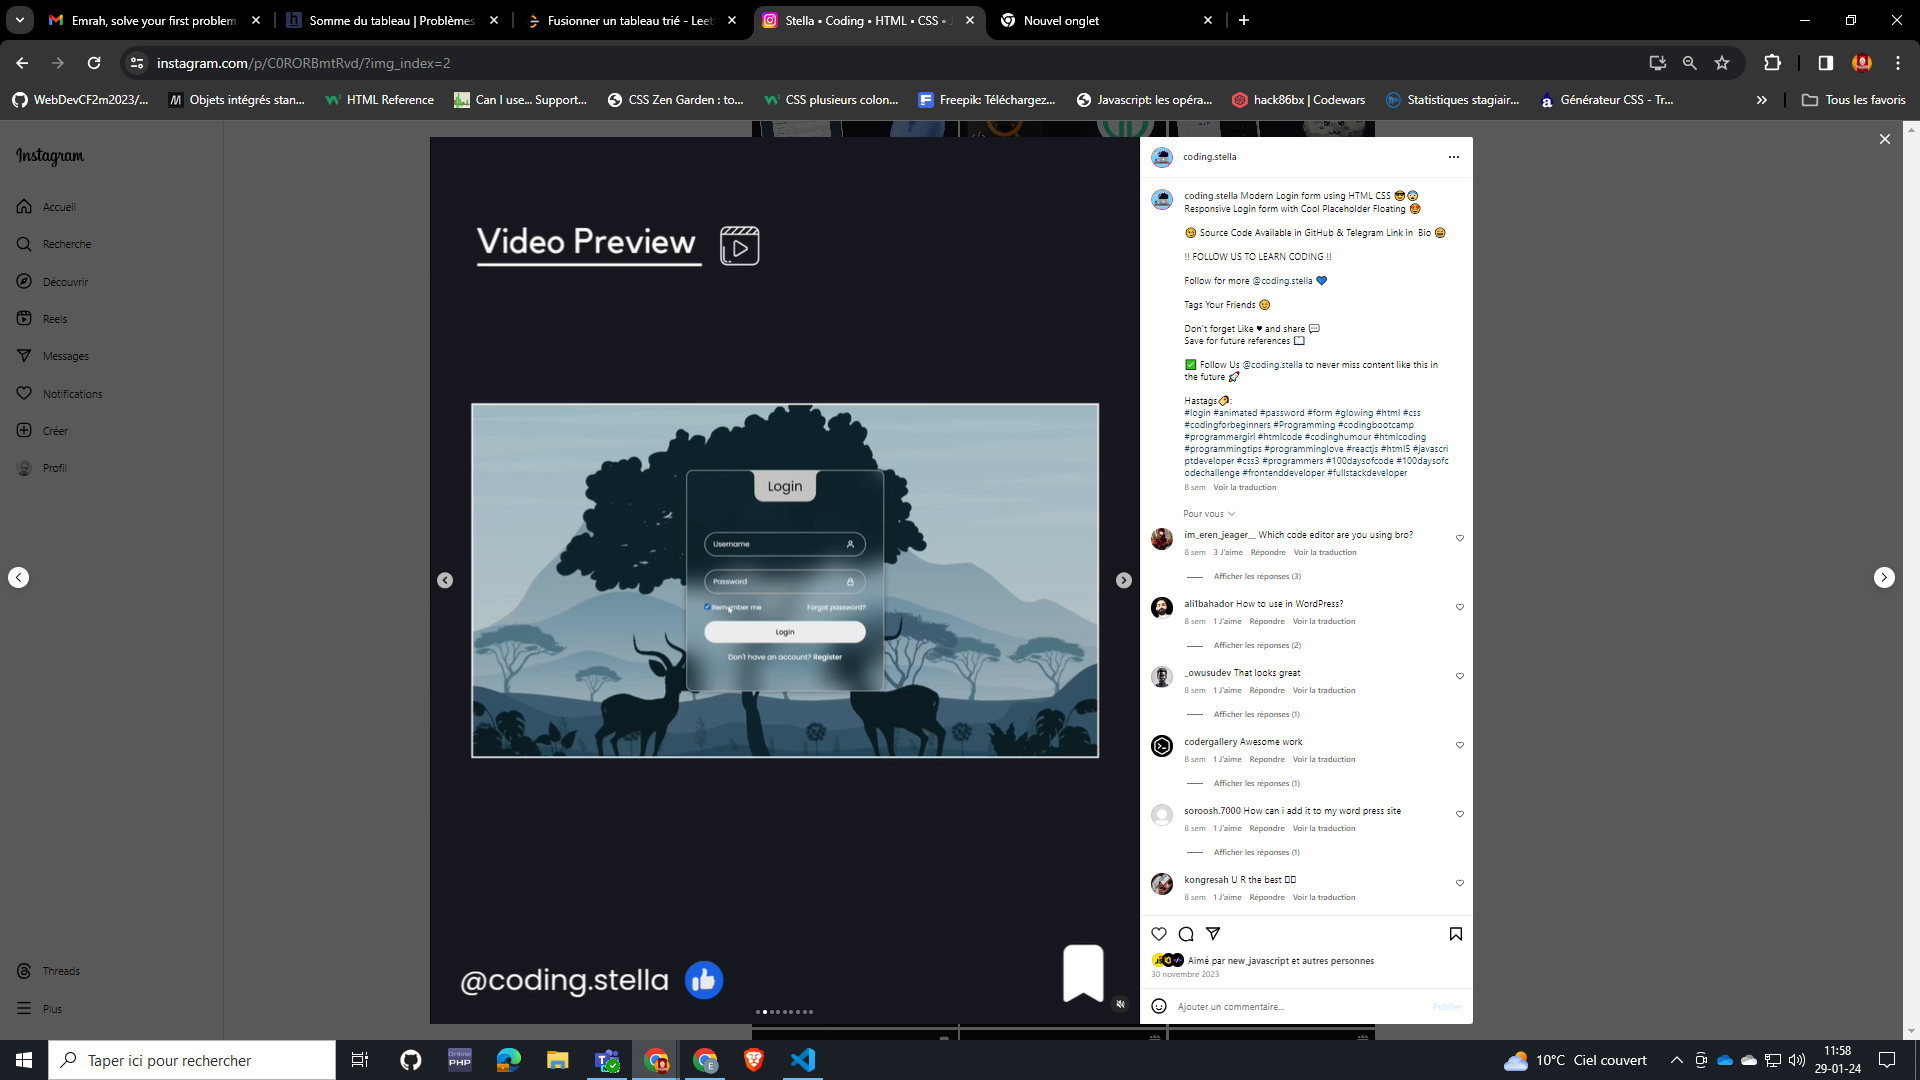 Emrah, solve your first problem
Somme du tableau | Problèmes
Fusionner un tableau trié - Leet
Stella • Coding • HTML • CSS • J
Nouvel onglet
instagram.com/p/C0RORBmtRvd/?img_index=2
WebDevCF2m2023/...
Objets intégrés stan...
HTML Reference
Can I use... Support...
CSS Zen Garden : to...
CSS plusieurs colon...
Freepik: Téléchargez...
Javascript: les opéra...
hack86bx | Codewars
Statistiques stagiair...
Générateur CSS - Tr...
Tous les favoris
Instagram
Accueil
Recherche
Découvrir
Reels
Messages
Notifications
Créer
Profil
Threads
Plus
Video Preview
Login
Username
Password
Remember me
Forgot password?
Login
Don't have an account? Register
@coding.stella
coding.stella
coding.stella Modern Login form using HTML CSS 😎😨
Responsive Login form with Cool Placeholder Floating 🥵
😉 Source Code Available in GitHub & Telegram Link in Bio 😄
!! FOLLOW US TO LEARN CODING !!
Follow for more @coding.stella 💙
Tags Your Friends 😉
Don't forget Like ♥ and share 💬
Save for future references 📖
✅ Follow Us @coding.stella to never miss content like this in
the future 🚀
Hastags🏷:
#login #animated #password #form #glowing #html #css
#codingforbeginners #Programming #codingbootcamp
#programmergirl #htmlcode #codinghumour #htmlcoding
#programmingtips #programminglove #reactjs #html5 #javascri
ptdeveloper #css3 #programmers #100daysofcode #100daysofc
odechallenge #frontenddeveloper #fullstackdeveloper
8 sem Voir la traduction
Pour vous
im_eren_jeager__ Which code editor are you using bro?
8 sem 3 J'aime Répondre Voir la traduction
Afficher les réponses (3)
ali1bahador How to use in WordPress?
8 sem 1 J'aime Répondre Voir la traduction
Afficher les réponses (2)
_owusudev That looks great
8 sem 1 J'aime Répondre Voir la traduction
Afficher les réponses (1)
codergallery Awesome work
8 sem 1 J'aime Répondre Voir la traduction
Afficher les réponses (1)
soroosh.7000 How can i add it to my word press site
8 sem 1 J'aime Répondre Voir la traduction
Afficher les réponses (1)
kongresah U R the best
8 sem 1 J'aime Répondre Voir la traduction
Aimé par new_javascript et autres personnes
30 novembre 2023
Ajouter un commentaire...
Publier
Taper ici pour rechercher
Online
PHP
10°C Ciel couvert
11:58
29-01-24